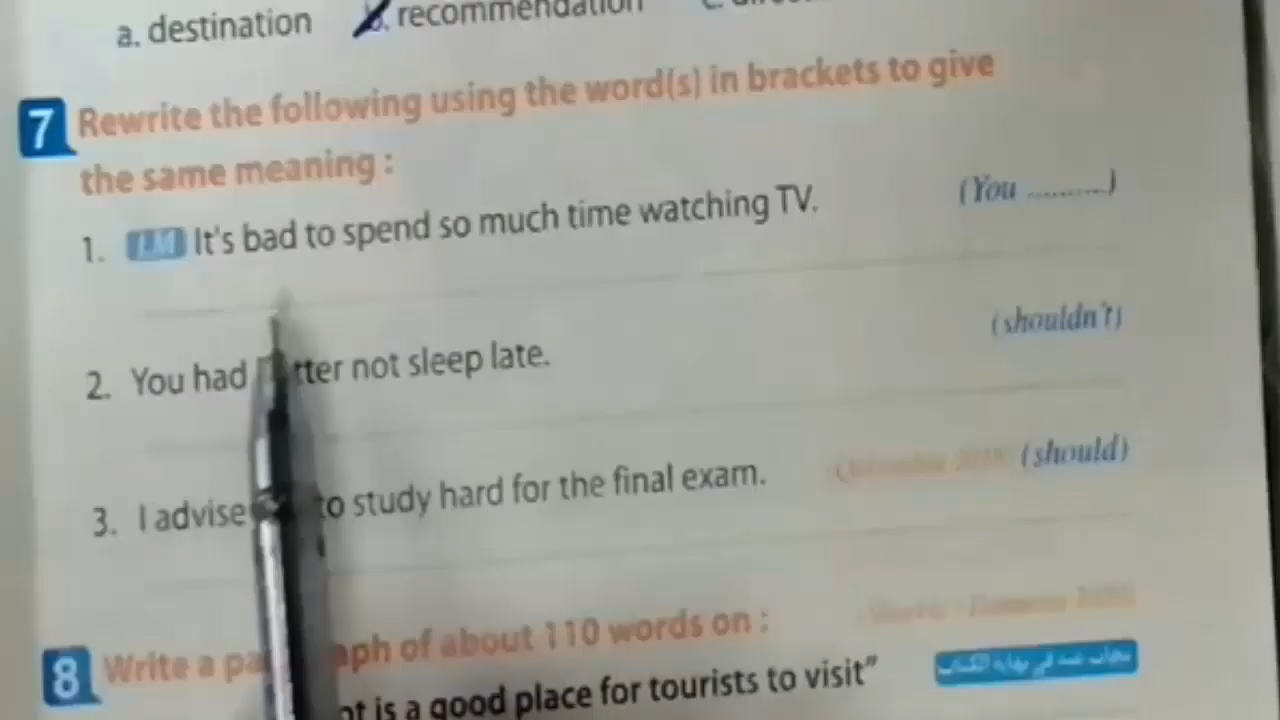 a. destination b. recommendation c.
7 Rewrite the following using the word(s) in brackets to give
the same meaning :
1. LM It's bad to spend so much time watching TV. (You ..........)
2. You had tter not sleep late. (shouldn't)
3. I advise to study hard for the final exam. (should)
8 Write a pa aph of about 110 words on :
pt is a good place for tourists to visit"